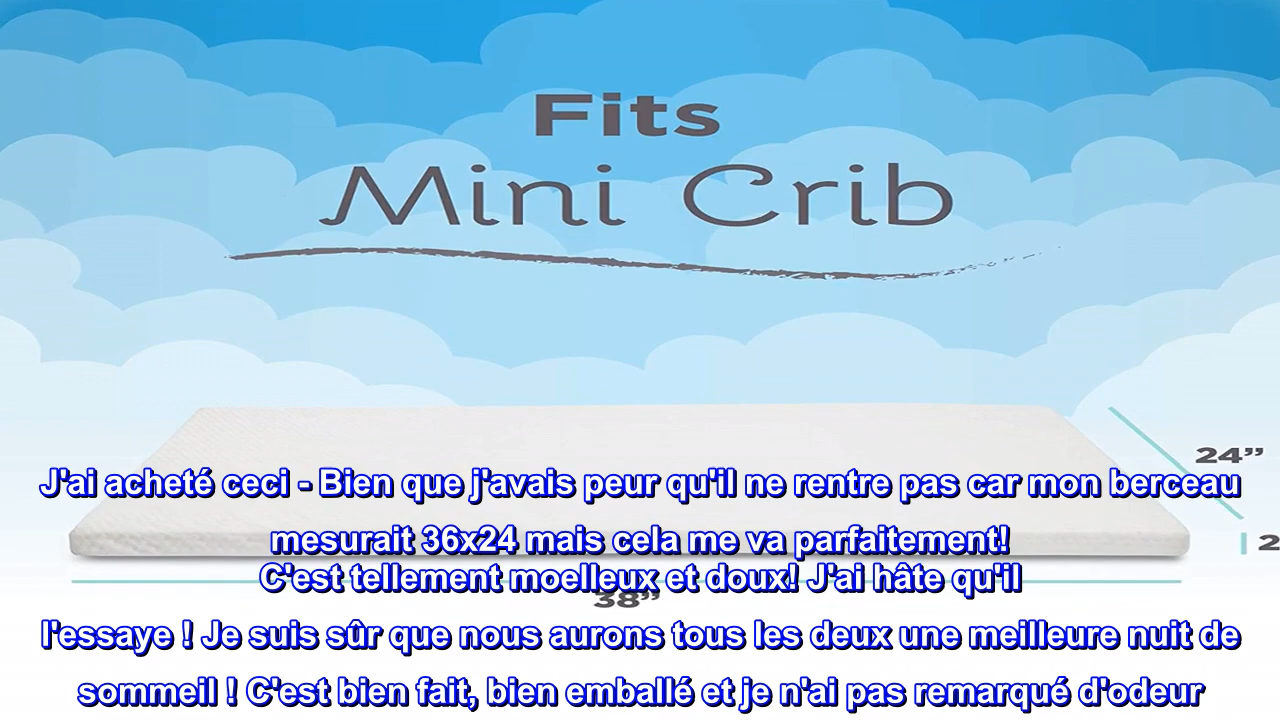 Fits
Mini Crib
24”
2
J'ai acheté ceci - Bien que j'avais peur qu'il ne rentre pas car mon berceau
mesurait 36x24 mais cela me va parfaitement!
C'est tellement moelleux et doux! J'ai hâte qu'il
38”
l'essaye ! Je suis sûr que nous aurons tous les deux une meilleure nuit de
sommeil ! C'est bien fait, bien emballé et je n'ai pas remarqué d'odeur